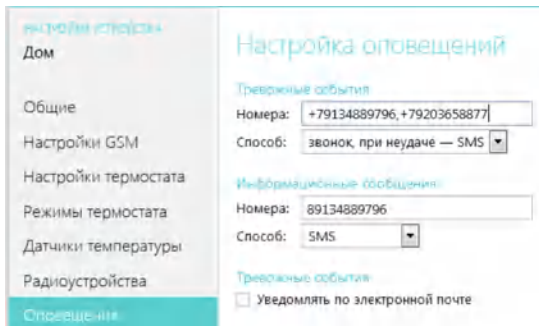 НАСТРОЙКИ УСТРОЙСТВА
Дом
Общие
Настройки GSM
Настройки термостата
Режимы термостата
Датчики температуры
Радиоустройства
Оповещения
Настройка оповещений
Тревожные события
Номера: +79134889796,+79203658877
Способ: звонок, при неудаче — SMS
Информационные сообщения
Номера: 89134889796
Способ: SMS
Тревожные события
Уведомлять по электронной почте